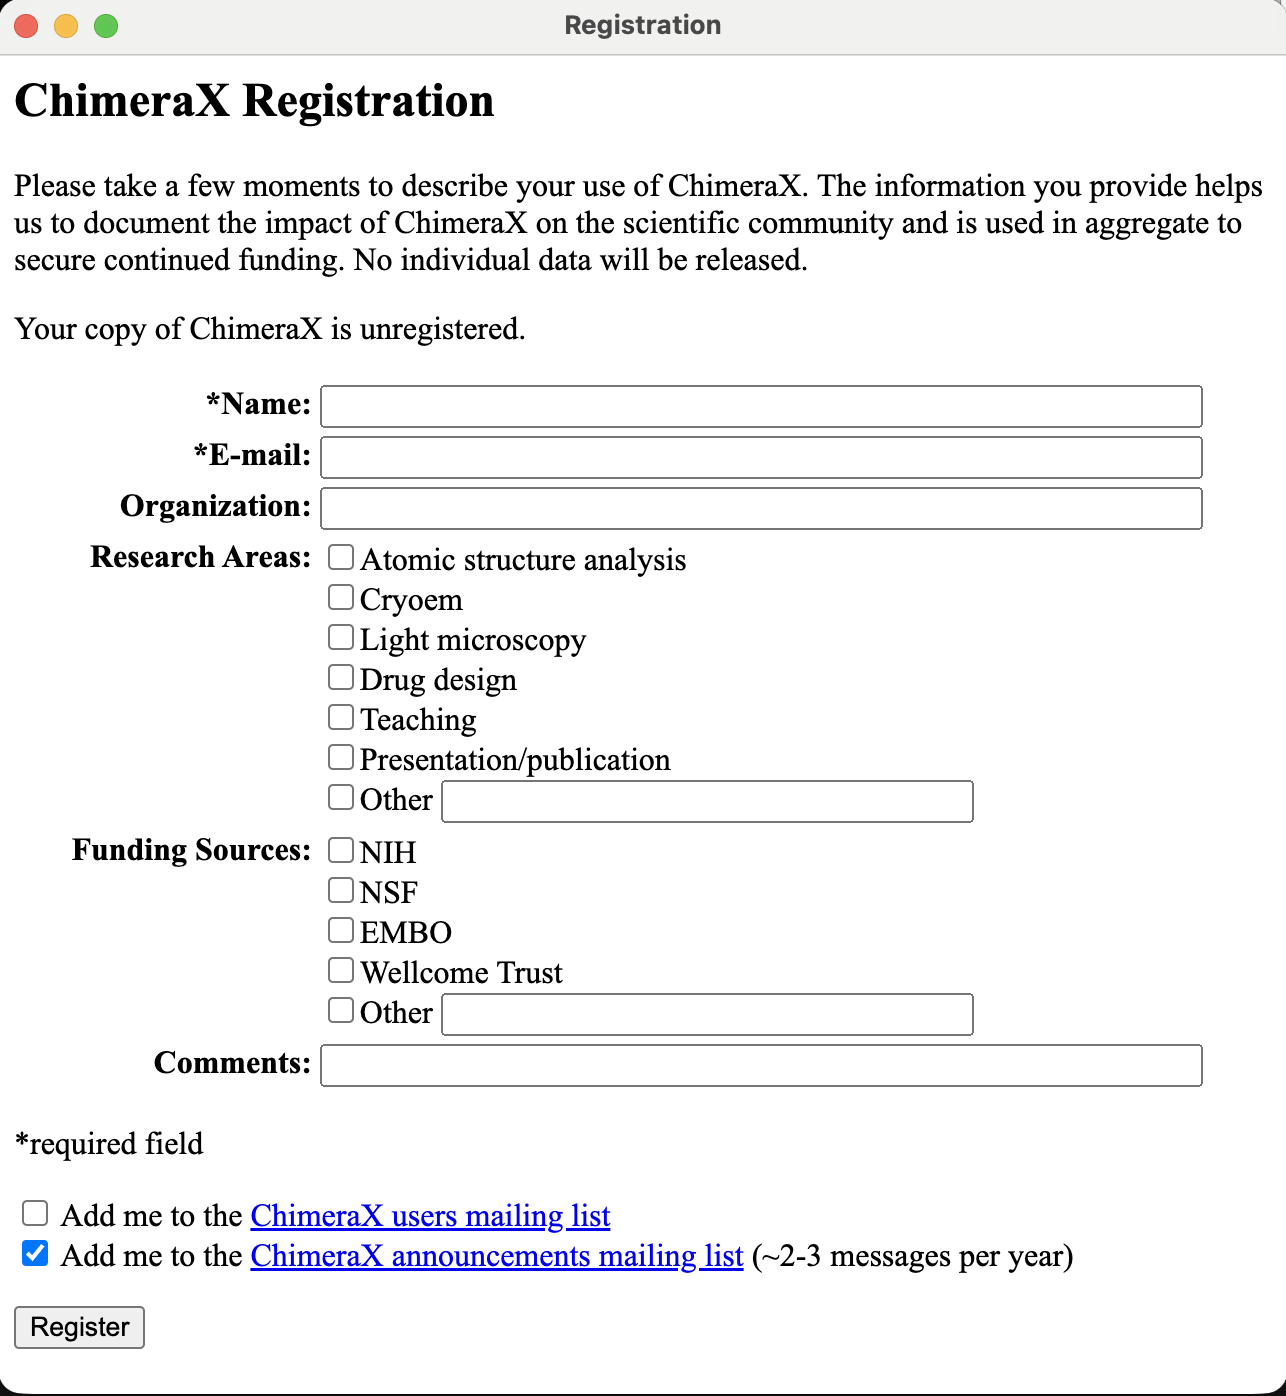 Registration
ChimeraX Registration
Please take a few moments to describe your use of ChimeraX. The information you provide helps
us to document the impact of ChimeraX on the scientific community and is used in aggregate to
secure continued funding. No individual data will be released.
Your copy of ChimeraX is unregistered.
*Name:
*E-mail:
Organization:
Research Areas: Atomic structure analysis
Cryoem
Light microscopy
Drug design
Teaching
Presentation/publication
Other
Funding Sources: NIH
NSF
EMBO
Wellcome Trust
Other
Comments:
*required field
Add me to the ChimeraX users mailing list
Add me to the ChimeraX announcements mailing list (~2-3 messages per year)
Register